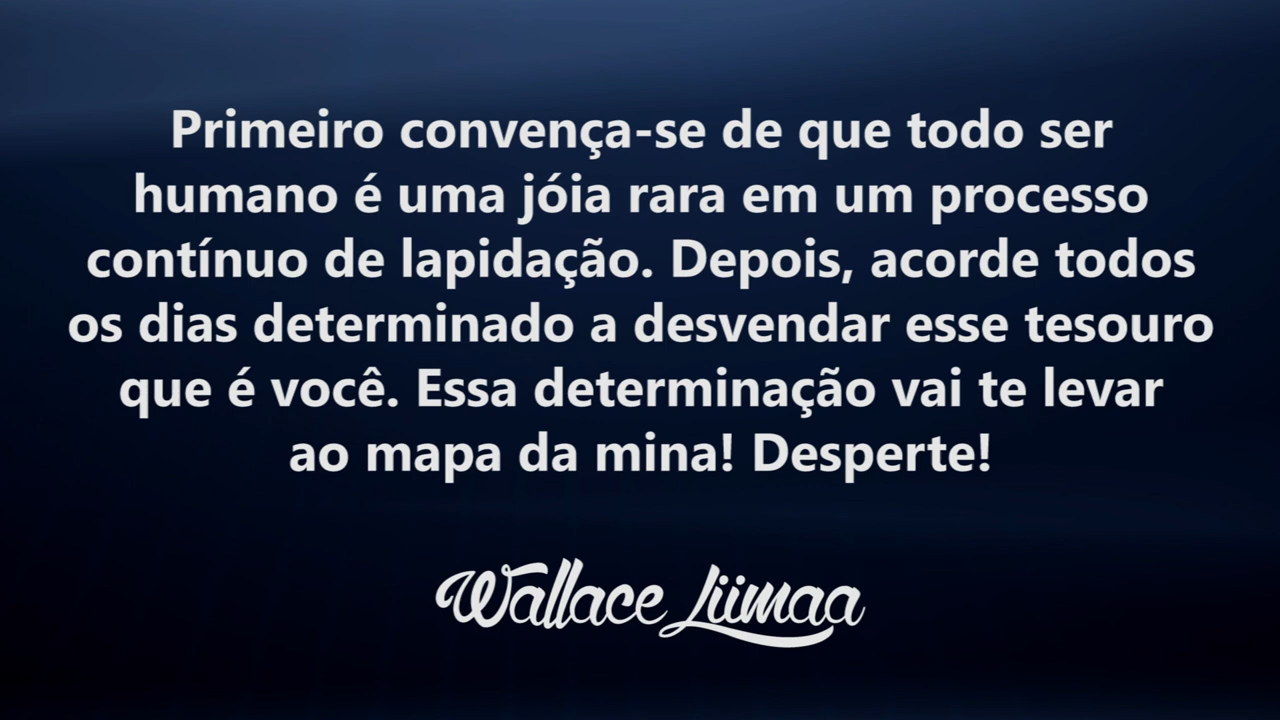 Primeiro convença-se de que todo ser
humano é uma jóia rara em um processo
contínuo de lapidação. Depois, acorde todos
os dias determinado a desvendar esse tesouro
que é você. Essa determinação vai te levar
ao mapa da mina! Desperte!
Wallace Liimaa